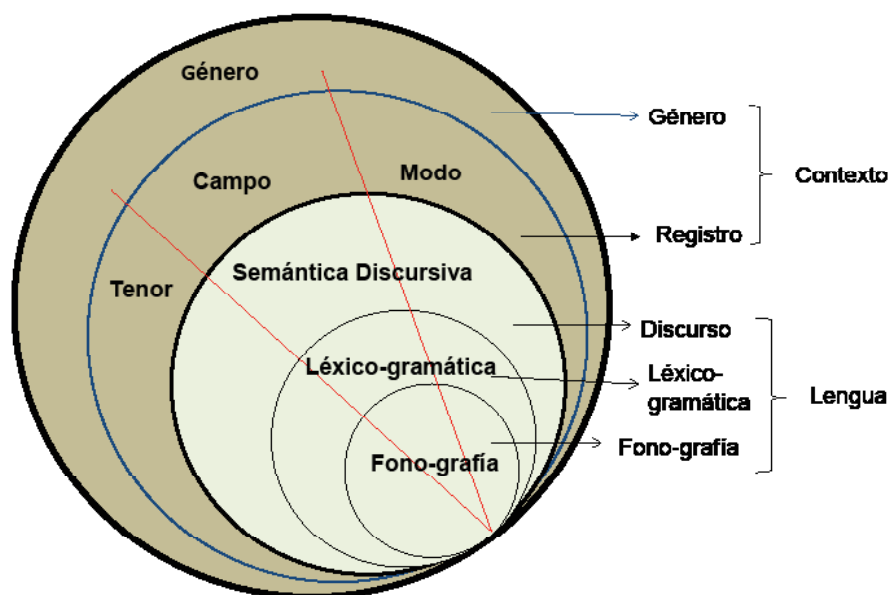 Género
Género
Campo
Modo
Contexto
Registro
Tenor
Semántica Discursiva
Discurso
Léxico-gramática
Léxico-
gramática
Lengua
Fono-grafía
Fono-grafía